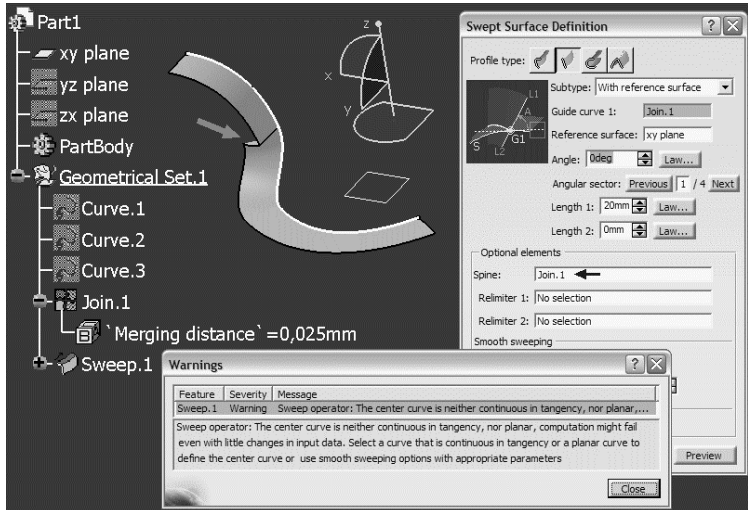 Part1
xy plane
yz plane
zx plane
PartBody
Geometrical Set.1
Curve.1
Curve.2
Curve.3
Join.1
`Merging distance`=0,025mm
Sweep.1
z
x
y
Swept Surface Definition
Profile type:
Subtype: With reference surface
L1
A
S
L2
G1
Guide curve 1: Join.1
Reference surface: xy plane
Angle: 0deg Law...
Angular sector: Previous 1 / 4 Next
Length 1: 20mm Law...
Length 2: 0mm Law...
Optional elements
Spine: Join.1
Relimiter 1: No selection
Relimiter 2: No selection
Smooth sweeping
Preview
Warnings
Feature Severity Message
Sweep.1 Warning Sweep operator: The center curve is neither continuous in tangency, nor planar,...
Sweep operator: The center curve is neither continuous in tangency, nor planar, computation might fail
even with little changes in input data. Select a curve that is continuous in tangency or a planar curve to
define the center curve or use smooth sweeping options with appropriate parameters
Close